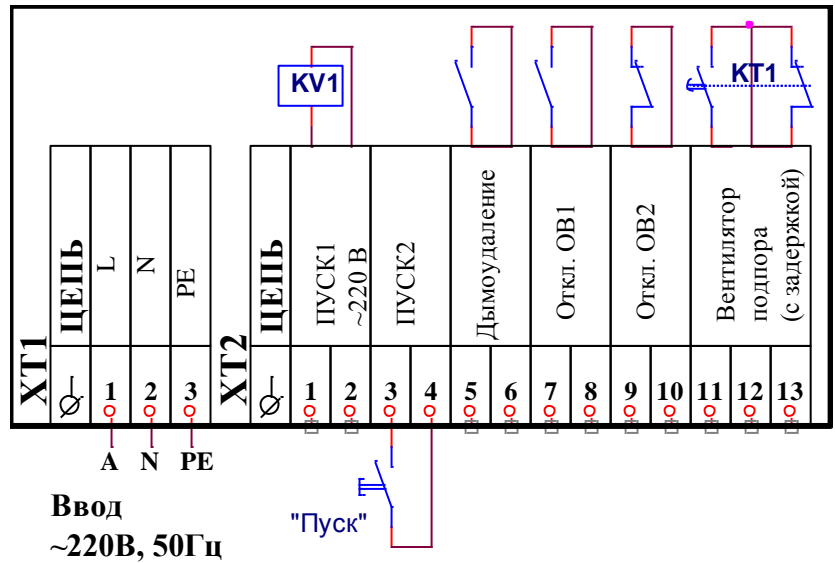 KV1
KT1
XT1
ЦЕПЬ
L
N
PE
XT2
ЦЕПЬ
ПУСК1
~220 В
ПУСК2
Дымоудаление
Откл. ОВ1
Откл. ОВ2
Вентилятор
подпора
(с задержкой)
1 2 3
1 2 3 4 5 6 7 8 9 10 11 12 13
A N PE
Ввод
~220В, 50Гц
"Пуск"